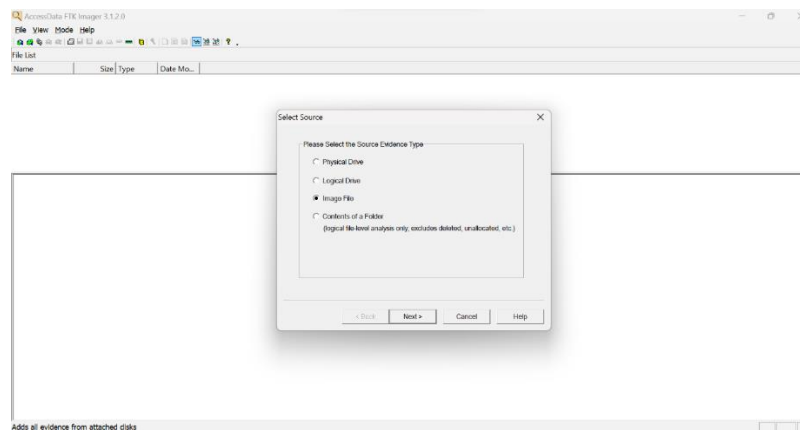 AccessData FTK Imager 3.1.2.0
File View Mode Help
File List
Name Size Type Date Mo...
Select Source
Please Select the Source Evidence Type
Physical Drive
Logical Drive
Image File
Contents of a Folder
(logical file-level analysis only; excludes deleted, unallocated, etc.)
< Back Next > Cancel Help
Adds all evidence from attached disks